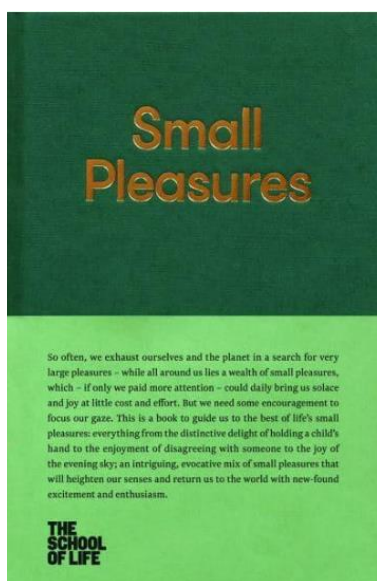 Small
Pleasures
So often, we exhaust ourselves and the planet in a search for very
large pleasures – while all around us lies a wealth of small pleasures,
which – if only we paid more attention – could daily bring us solace
and joy at little cost and effort. But we need some encouragement to
focus our gaze. This is a book to guide us to the best of life's small
pleasures: everything from the distinctive delight of holding a child's
hand to the enjoyment of disagreeing with someone to the joy of
the evening sky; an intriguing, evocative mix of small pleasures that
will heighten our senses and return us to the world with new-found
excitement and enthusiasm.
THE
SCHOOL
OF LIFE